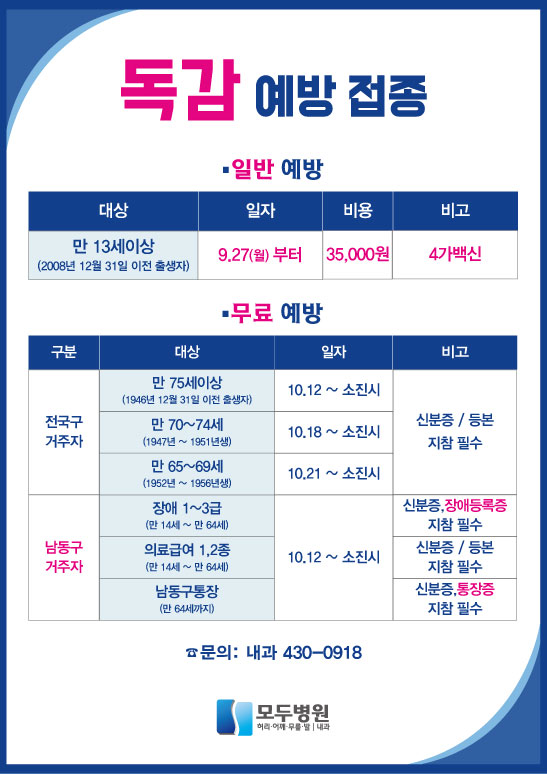 독감 예방 접종
▪일반 예방
대상 일자 비용 비고
만 13세이상
(2008년 12월 31일 이전 출생자)
9.27(월) 부터 35,000원 4가백신
▪무료 예방
구분 대상 일자 비고
전국구
거주자
만 75세이상
(1946년 12월 31일 이전 출생자)
10.12 ~ 소진시
만 70~74세
(1947년 ~ 1951년생)
10.18 ~ 소진시
만 65~69세
(1952년 ~ 1956년생)
10.21 ~ 소진시
신분증 / 등본
지참 필수
남동구
거주자
장애 1~3급
(만 14세 ~ 만 64세)
의료급여 1,2종
(만 14세 ~ 만 64세)
남동구통장
(만 64세까지)
10.12 ~ 소진시
신분증,장애등록증
지참 필수
신분증 / 등본
지참 필수
신분증,통장증
지참 필수
☎문의: 내과 430-0918
모두병원
허리·어깨·무릎·발 | 내과